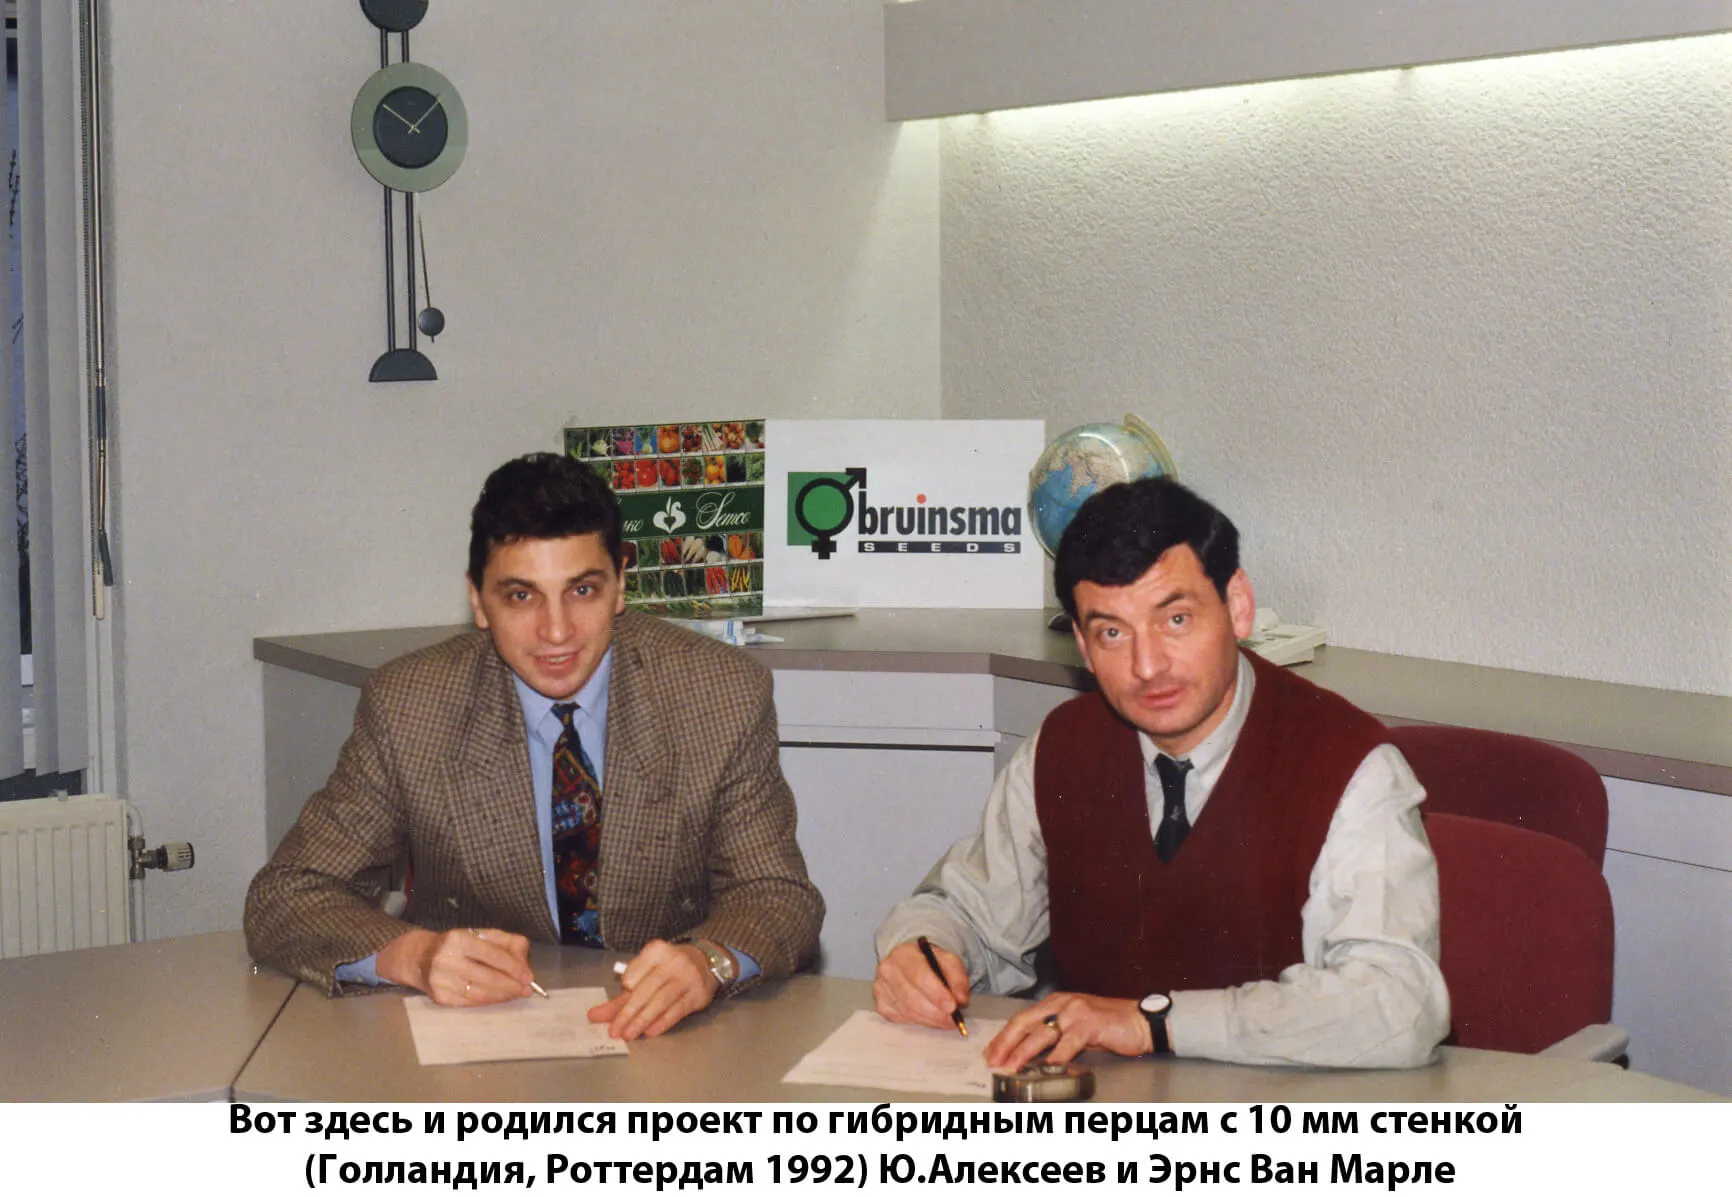 Semco
bruinsma
SEEDS
Вот здесь и родился проект по гибридным перцам с 10 мм стенкой
(Голландия, Роттердам 1992) Ю.Алексеев и Эрнс Ван Марле